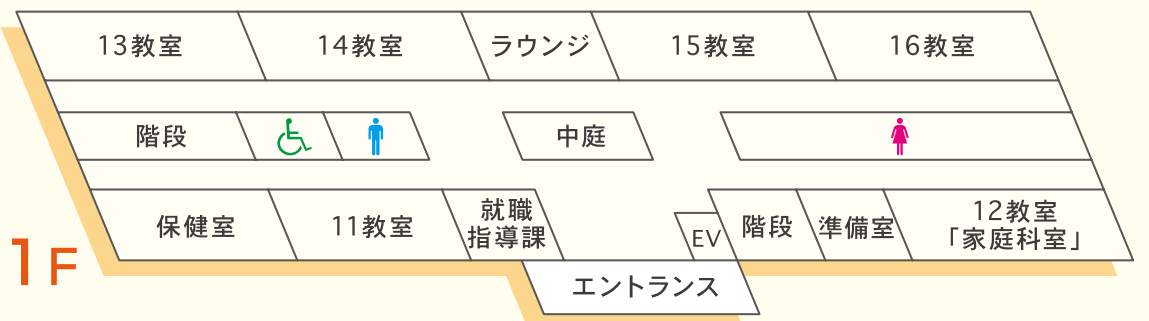 13教室
14教室
ラウンジ
15教室
16教室
階段
中庭
保健室
11教室
就職
指導課
EV
階段
準備室
12教室
「家庭科室」
エントランス
1F